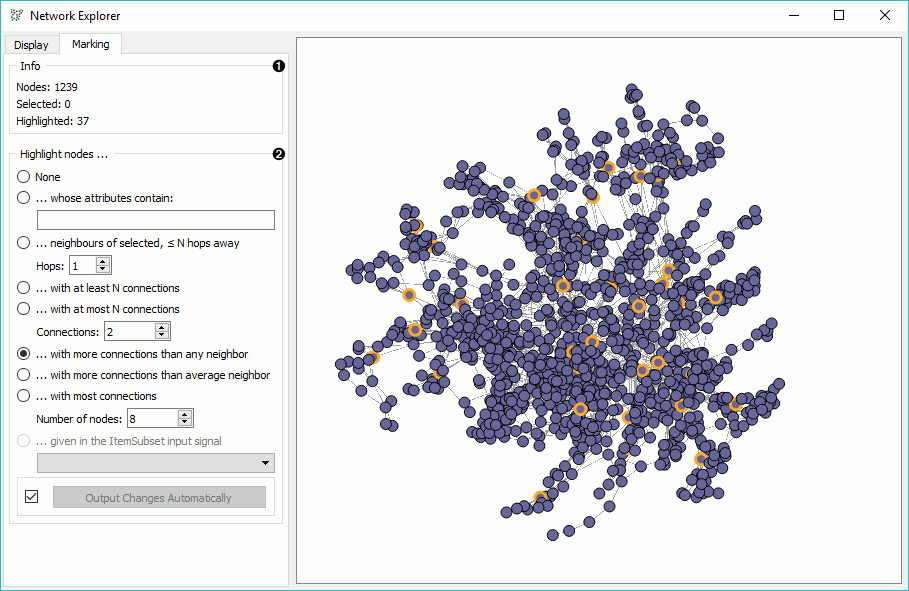 Network Explorer
Display
Marking
Info
1
Nodes: 1239
Selected: 0
Highlighted: 37
Highlight nodes ...
2
None
... whose attributes contain:
... neighbours of selected, ≤ N hops away
Hops: 1
... with at least N connections
... with at most N connections
Connections: 2
... with more connections than any neighbor
... with more connections than average neighbor
... with most connections
Number of nodes: 8
... given in the ItemSubset input signal
Output Changes Automatically